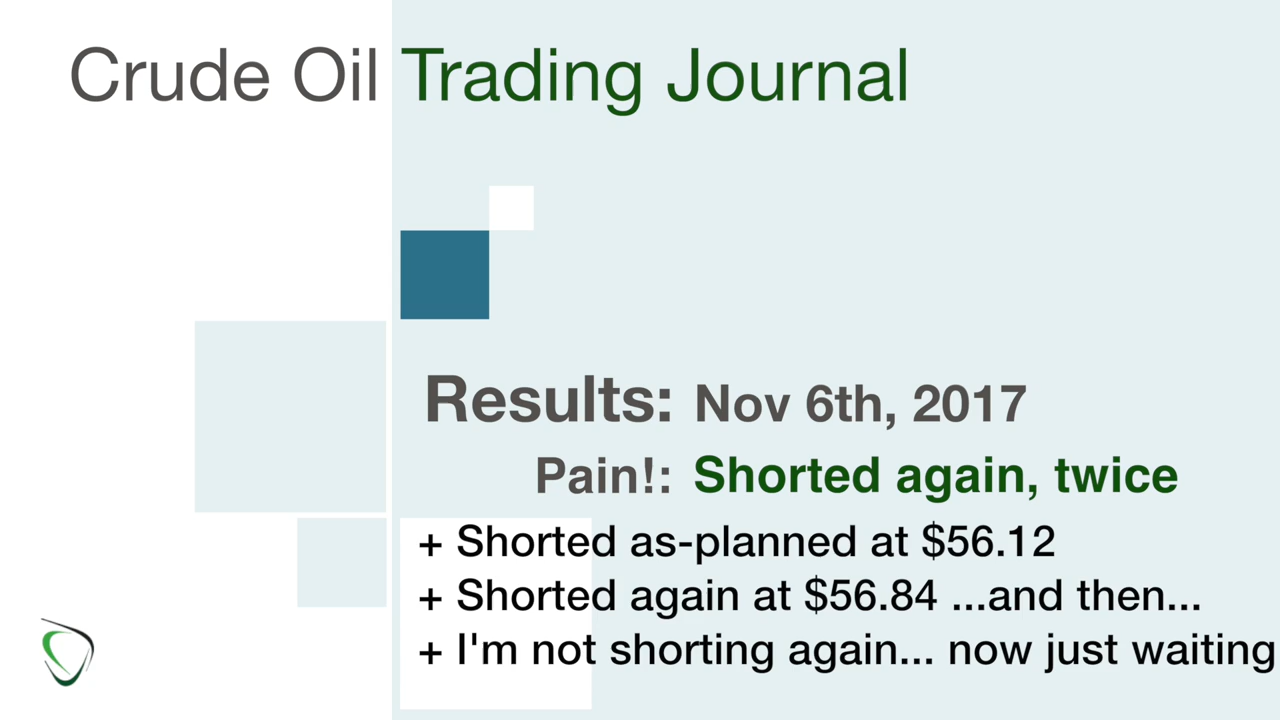 Crude Oil Trading Journal
Results: Nov 6th, 2017
Pain!: Shorted again, twice
+ Shorted as-planned at $56.12
+ Shorted again at $56.84 ...and then...
+ I'm not shorting again... now just waiting